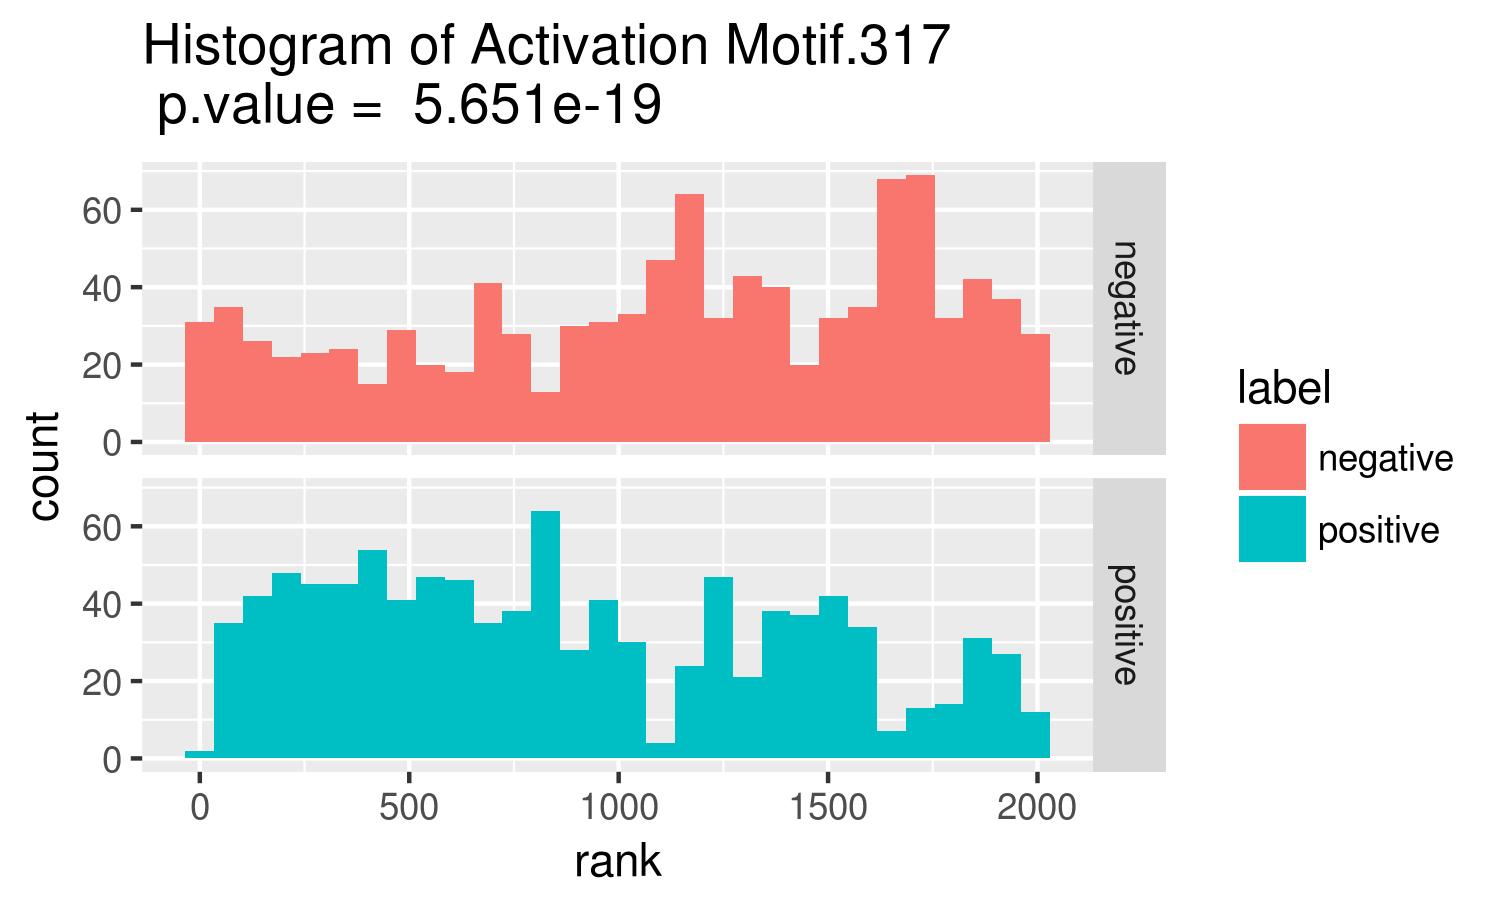 Histogram of Activation Motif.317
p.value = 5.651e-19
count
60
40
20
0
negative
60
40
20
0
positive
0 500 1000 1500 2000
rank
label
negative
positive